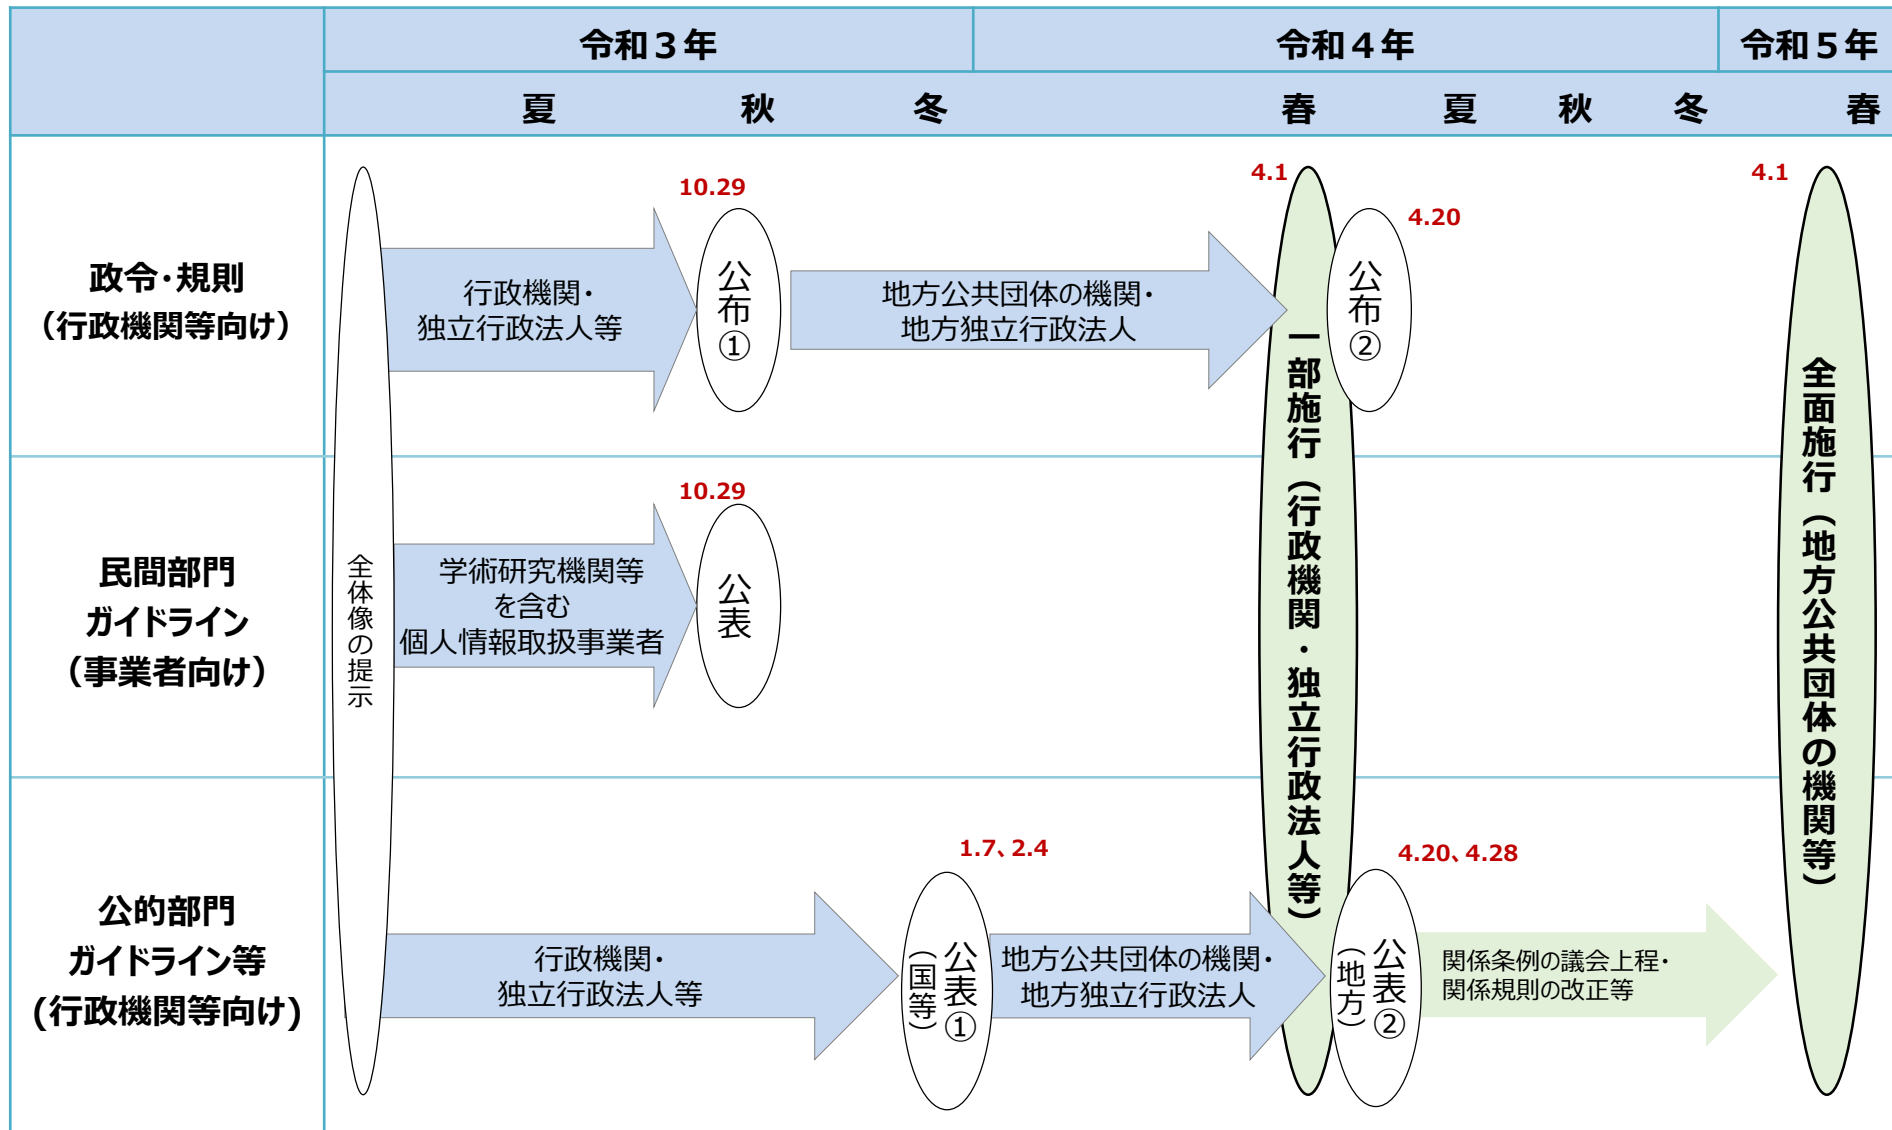 令和３年
令和４年
令和５年
夏
秋
冬
春
夏
秋
冬
春
政令・規則
（行政機関等向け）
全体像の提示
行政機関・
独立行政法人等
10.29
公布①
地方公共団体の機関・
地方独立行政法人
4.1
一部施行（行政機関・独立行政法人等）
4.20
公布②
4.1
全面施行（地方公共団体の機関等）
民間部門
ガイドライン
（事業者向け）
学術研究機関等
を含む
個人情報取扱事業者
10.29
公表
公的部門
ガイドライン等
(行政機関等向け)
行政機関・
独立行政法人等
1.7、2.4
公表①
（国等）
地方公共団体の機関・
地方独立行政法人
4.20、4.28
公表②
（地方）
関係条例の議会上程・
関係規則の改正等